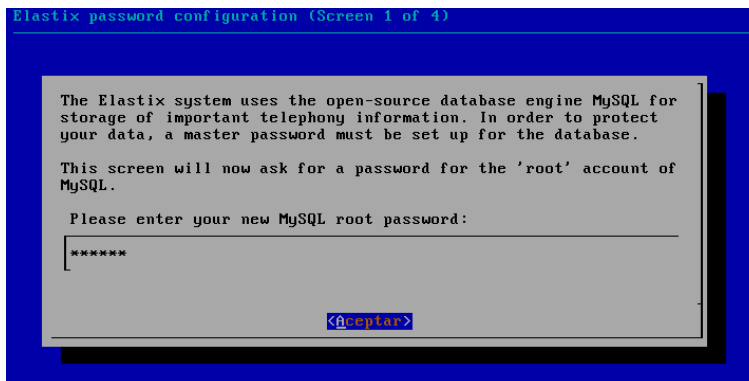 Elastix password configuration (Screen 1 of 4)
The Elastix system uses the open-source database engine MySQL for
storage of important telephony information. In order to protect
your data, a master password must be set up for the database.
This screen will now ask for a password for the 'root' account of
MySQL.
Please enter your new MySQL root password:
******
<Aceptar>